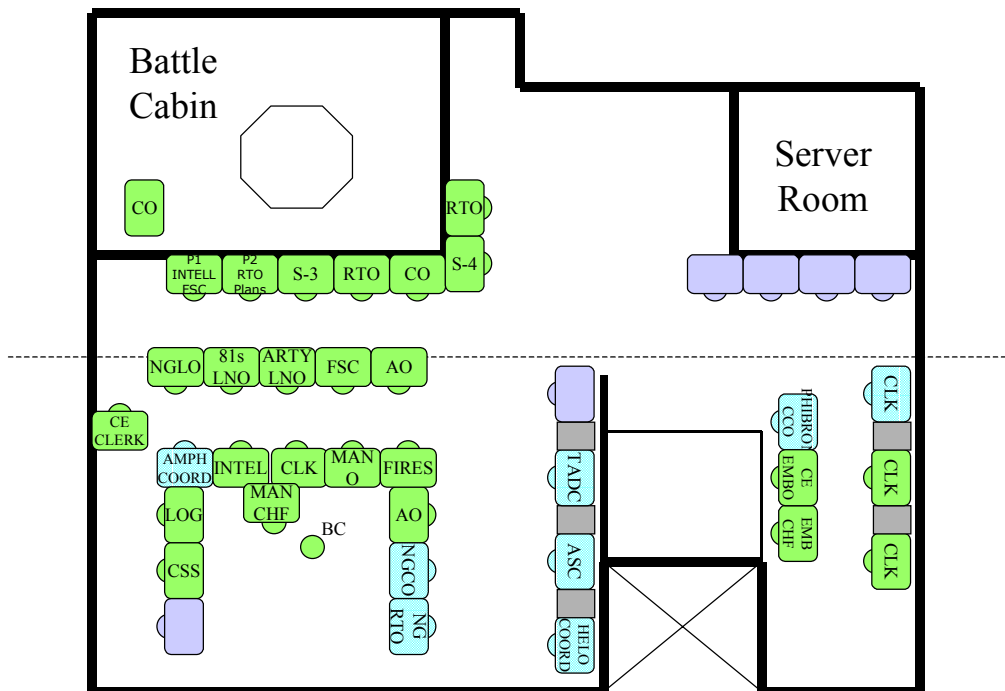 Battle
Cabin
Server
Room
CO
RTO
S-4
P1
INTELL
FSC
P2
RTO
Plans
S-3
RTO
CO
NGLO
81s
LNO
ARTY
LNO
FSC
AO
CE
CLERK
AMPH
COORD
INTEL
CLK
MAN
O
FIRES
MAN
CHF
LOG
AO
BC
CSS
NGCO
NG
RTO
TADC
ASC
HELO
COORD
PHIBRON
CCO
CE
EMBO
EMB
CHF
CLK
CLK
CLK